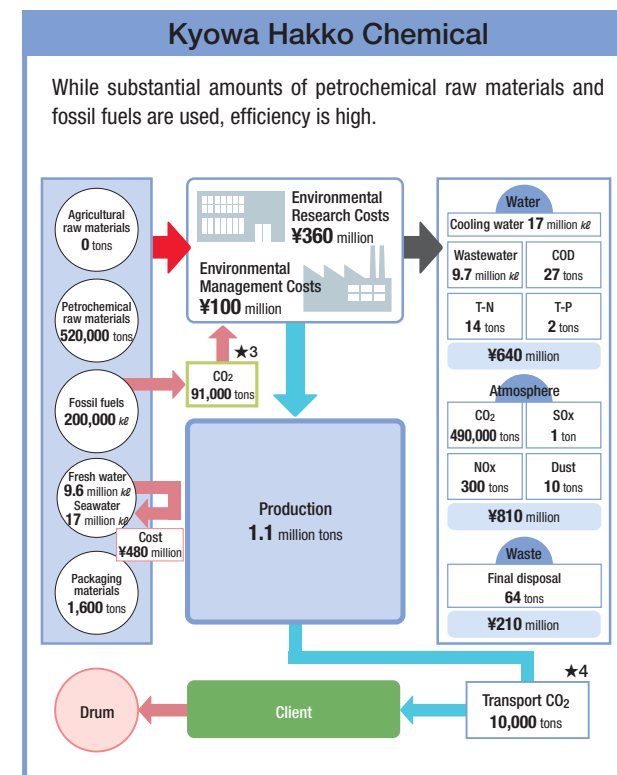 Kyowa Hakko Chemical
While substantial amounts of petrochemical raw materials and
fossil fuels are used, efficiency is high.
Agricultural
raw materials
0 tons
Petrochemical
raw materials
520,000 tons
Fossil fuels
200,000 kℓ
Fresh water
9.6 million kℓ
Seawater
17 million kℓ
Cost
¥480 million
Packaging
materials
1,600 tons
Environmental
Research Costs
¥360 million
Environmental
Management Costs
¥100 million
★3
CO₂
91,000 tons
Production
1.1 million tons
Water
Cooling water 17 million kℓ
Wastewater
9.7 million kℓ
COD
27 tons
T-N
14 tons
T-P
2 tons
¥640 million
Atmosphere
CO₂
490,000 tons
SOx
1 ton
NOx
300 tons
Dust
10 tons
¥810 million
Waste
Final disposal
64 tons
¥210 million
★4
Transport CO₂
10,000 tons
Client
Drum